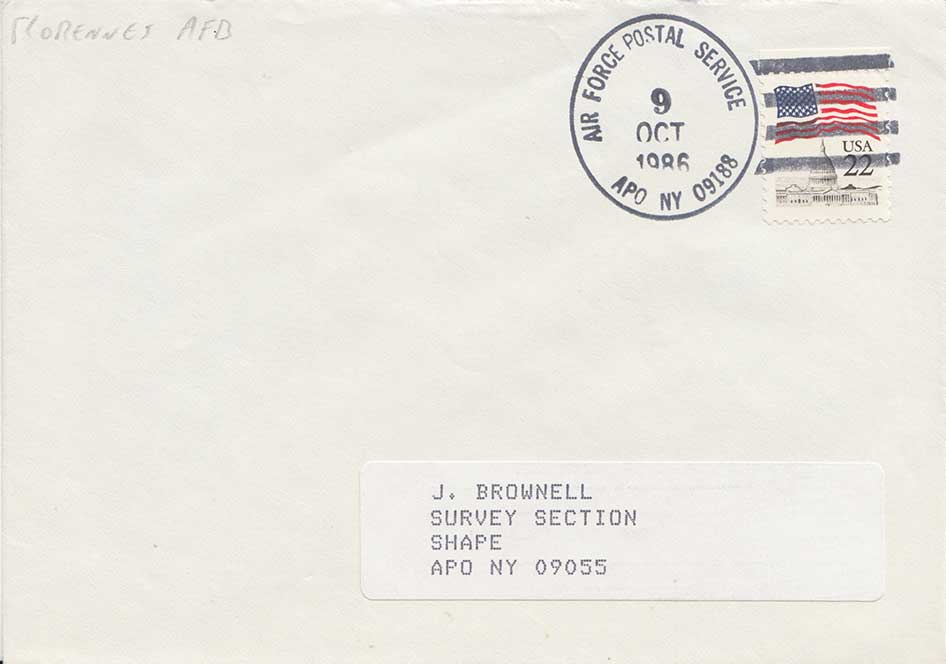 FLORENNES AFB
AIR FORCE POSTAL SERVICE
9
OCT
1986
APO NY 09188
USA
22
J. BROWNELL
SURVEY SECTION
SHAPE
APO NY 09055